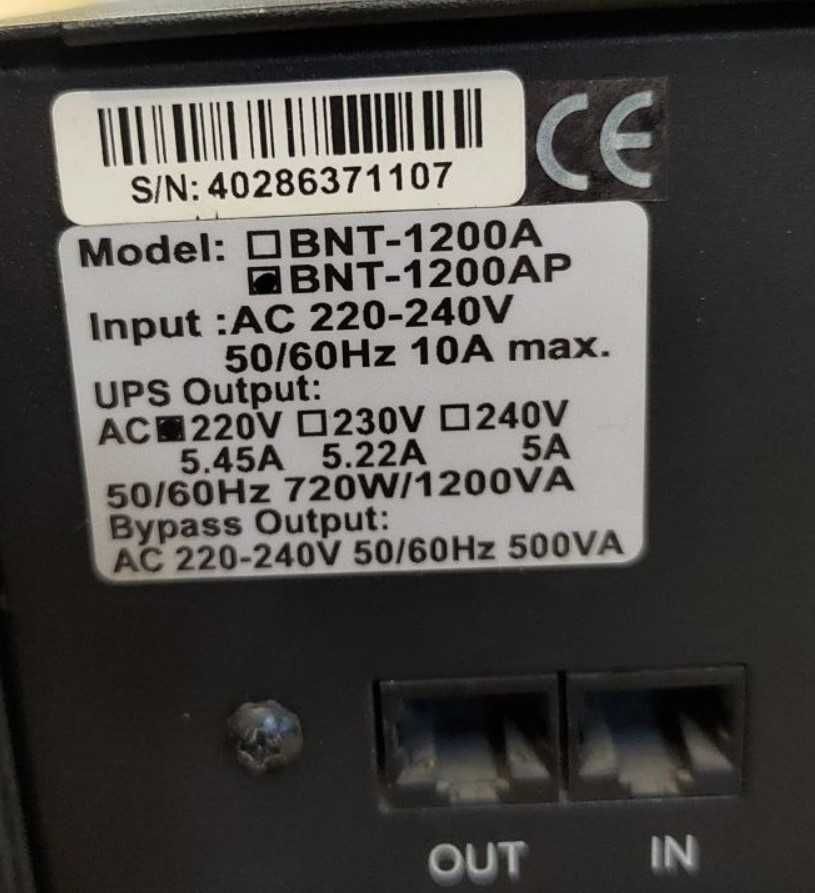 CE
S/N: 40286371107
Model: ☐BNT-1200A
☑BNT-1200AP
Input :AC 220-240V
50/60Hz 10A max.
UPS Output:
AC■220V ☐230V ☐240V
5.45A 5.22A 5A
50/60Hz 720W/1200VA
Bypass Output:
AC 220-240V 50/60Hz 500VA
OUT IN